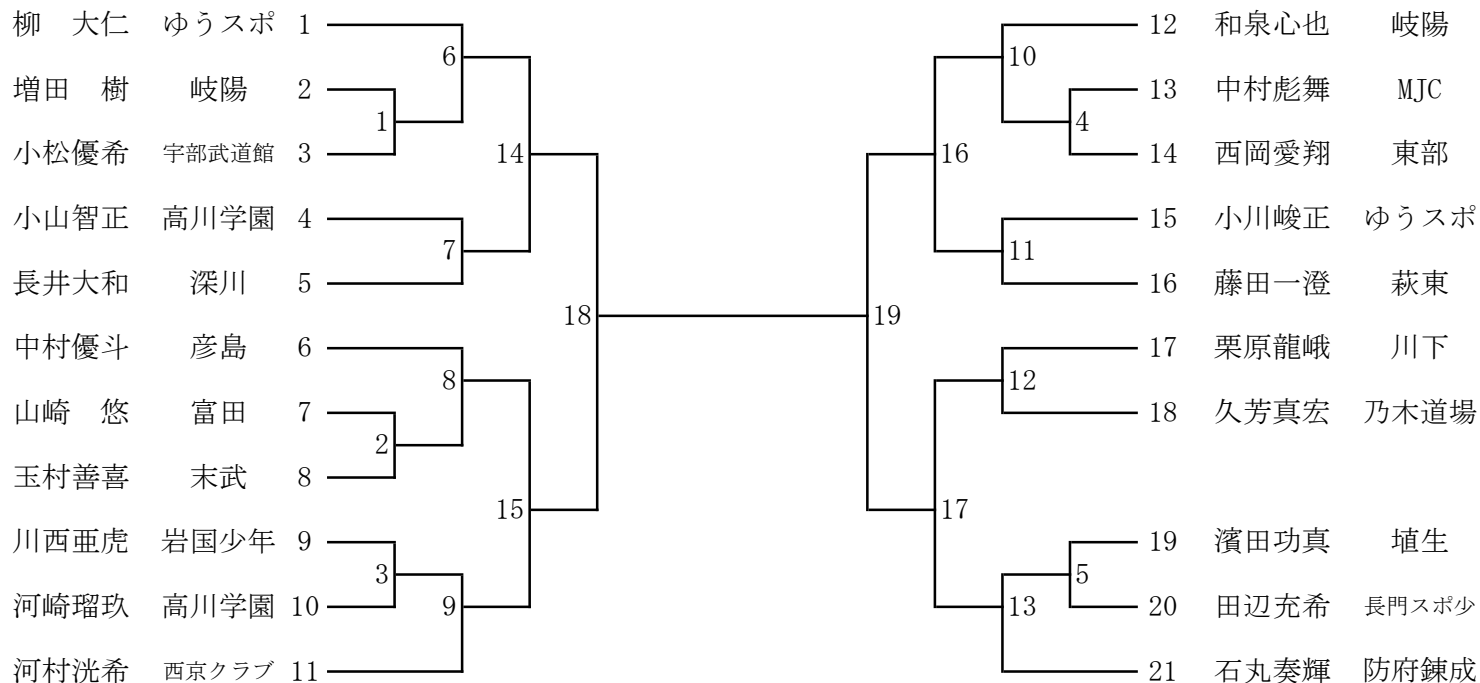 柳　大仁 ゆうスポ 1
6
増田　樹 岐陽 2
1
小松優希 宇部武道館 3
14
小山智正 高川学園 4
7
長井大和 深川 5
18
中村優斗 彦島 6
8
山崎　悠 富田 7
2
玉村善喜 末武 8
15
川西亜虎 岩国少年 9
3
河崎瑠玖 高川学園 10
9
河村洸希 西京クラブ 11
12 和泉心也 岐陽
10
13 中村彪舞 MJC
4
14 西岡愛翔 東部
16
15 小川峻正 ゆうスポ
11
16 藤田一澄 萩東
19
17 栗原龍峨 川下
12
18 久芳真宏 乃木道場
17
19 濱田功真 埴生
5
20 田辺充希 長門スポ少
13
21 石丸奏輝 防府錬成